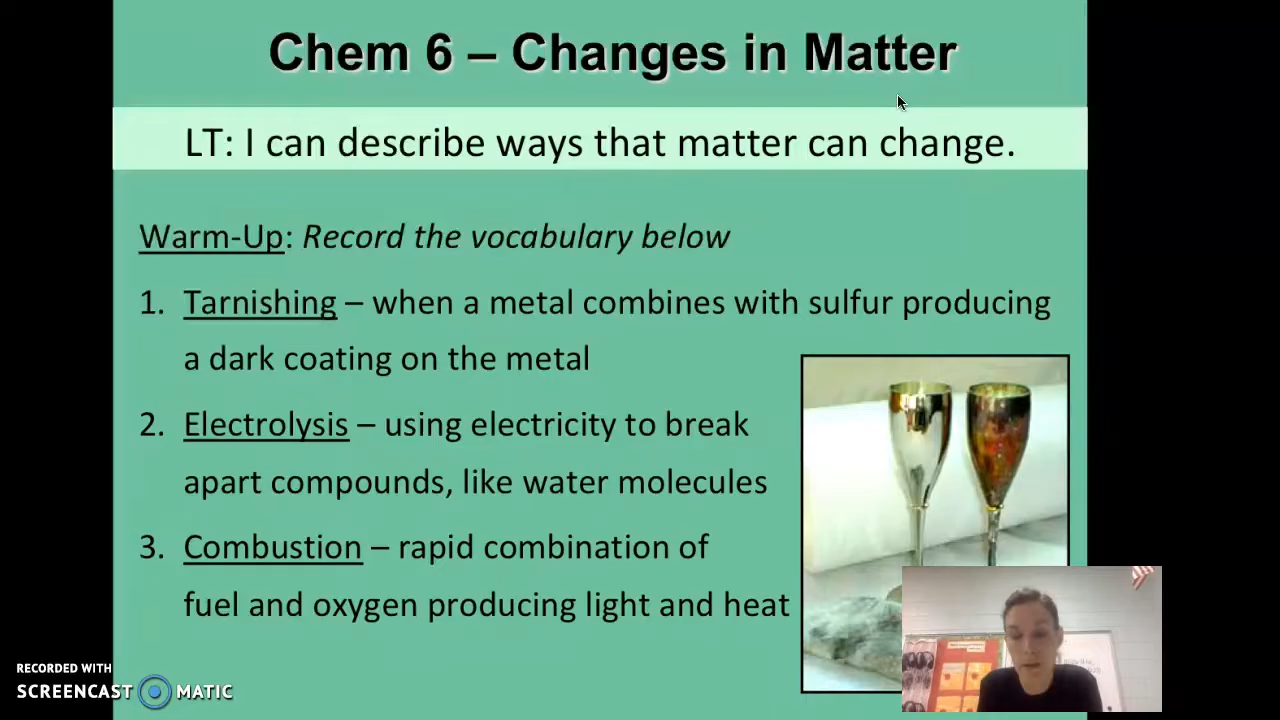 Chem 6 – Changes in Matter
LT: I can describe ways that matter can change.
Warm-Up: Record the vocabulary below
1. Tarnishing – when a metal combines with sulfur producing
a dark coating on the metal
2. Electrolysis – using electricity to break
apart compounds, like water molecules
3. Combustion – rapid combination of
fuel and oxygen producing light and heat
RECORDED WITH
SCREENCAST MATIC